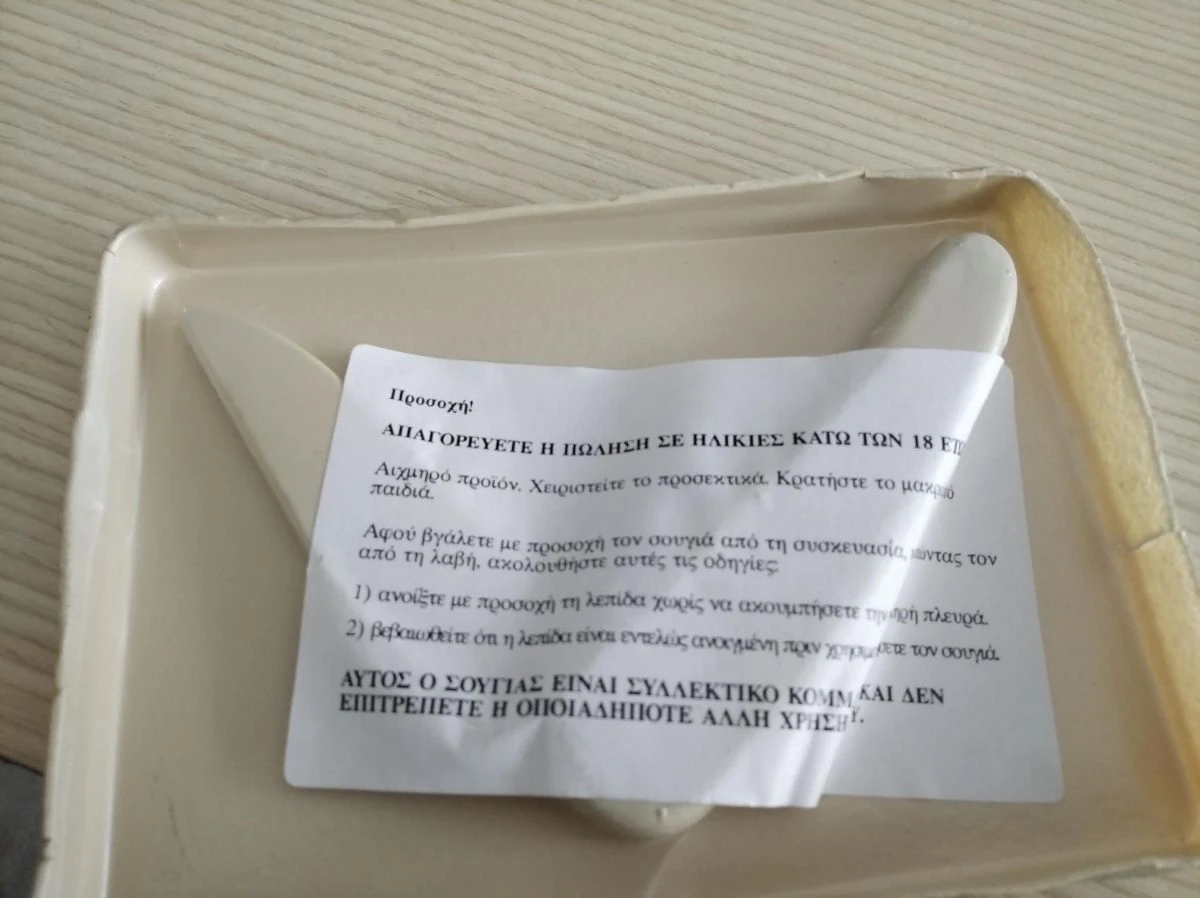 Προσοχή!
ΑΠΑΓΟΡΕΥΕΤΕ Η ΠΩΛΗΣΗ ΣΕ ΗΛΙΚΙΕΣ ΚΑΤΩ ΤΩΝ 18
Αιχμηρό προϊόν. Χειριστείτε το προσεκτικά. Κρατήστε το
παιδιά.
Αφού βγάλετε με προσοχή τον σουγιά από τη συσκευασία, τον
από τη λαβή, ακολουθήστε αυτές τις οδηγίες:
1) ανοίξτε με προσοχή τη λεπίδα χωρίς να ακουμπήσετε πλευρά.
2) βεβαιωθείτε ότι η λεπίδα είναι εντελώς ανοιγμένη πριν τον σουγιά.
ΑΥΤΟΣ Ο ΣΟΥΓΙΑΣ ΕΙΝΑΙ ΣΥΛΛΕΚΤΙΚΟ ΚΑΙ ΔΕΝ
ΕΠΙΤΡΕΠΕΤΕ Η ΟΠΟΙΑΔΗΠΟΤΕ ΑΛΛΗ ΧΡΗΣΗ